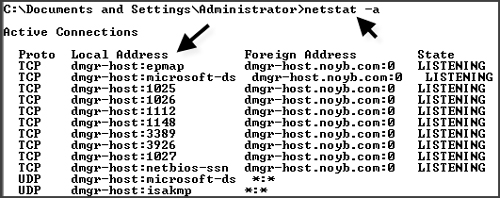 C:\Documents and Settings\Administrator>netstat -a
Active Connections
Proto Local Address Foreign Address State
TCP dmgr-host:epmap dmgr-host.noyb.com:0 LISTENING
TCP dmgr-host:microsoft-ds dmgr-host.noyb.com:0 LISTENING
TCP dmgr-host:1025 dmgr-host.noyb.com:0 LISTENING
TCP dmgr-host:1026 dmgr-host.noyb.com:0 LISTENING
TCP dmgr-host:1112 dmgr-host.noyb.com:0 LISTENING
TCP dmgr-host:1148 dmgr-host.noyb.com:0 LISTENING
TCP dmgr-host:3389 dmgr-host.noyb.com:0 LISTENING
TCP dmgr-host:3926 dmgr-host.noyb.com:0 LISTENING
TCP dmgr-host:1027 dmgr-host.noyb.com:0 LISTENING
TCP dmgr-host:netbios-ssn dmgr-host.noyb.com:0 LISTENING
UDP dmgr-host:microsoft-ds *:*
UDP dmgr-host:isakmp *:*